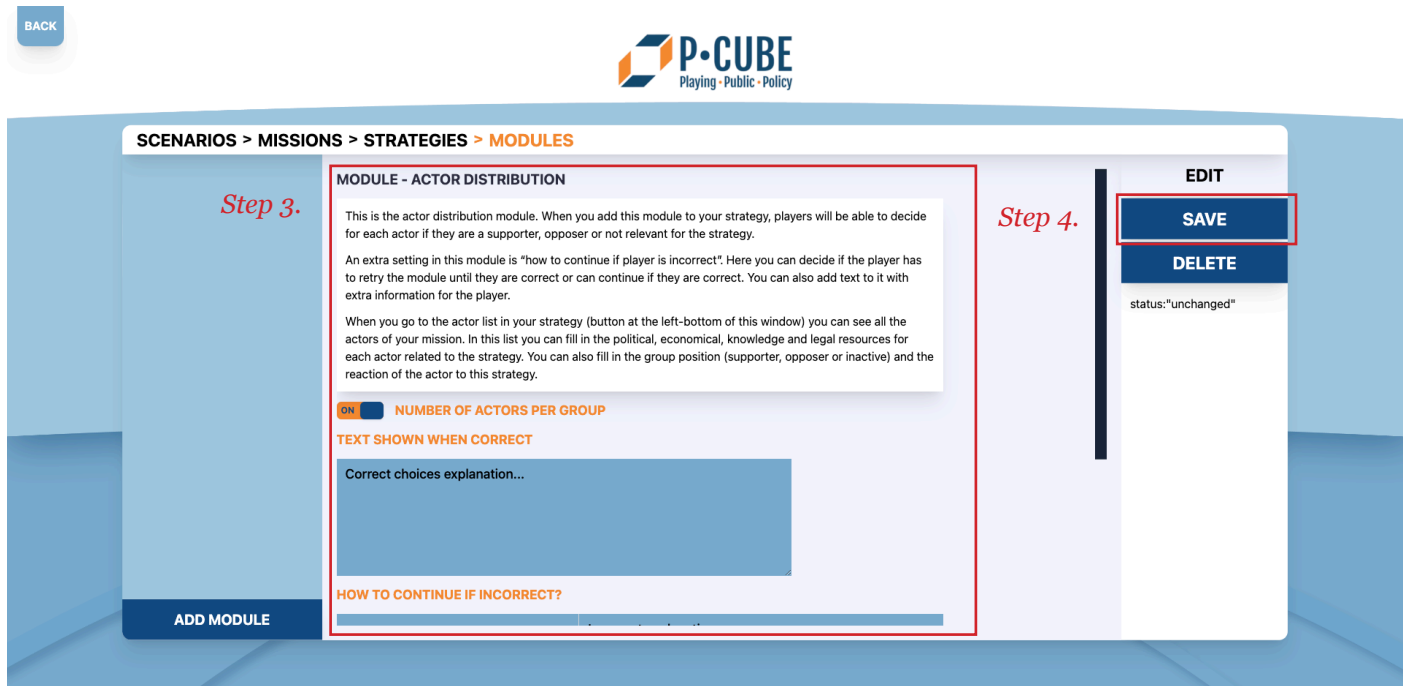 BACK
P·CUBE
Playing · Public · Policy
SCENARIOS > MISSIONS > STRATEGIES > MODULES
Step 3.
MODULE - ACTOR DISTRIBUTION
This is the actor distribution module. When you add this module to your strategy, players will be able to decide
for each actor if they are a supporter, opposer or not relevant for the strategy.
An extra setting in this module is “how to continue if player is incorrect”. Here you can decide if the player has
to retry the module until they are correct or can continue if they are correct. You can also add text to it with
extra information for the player.
When you go to the actor list in your strategy (button at the left-bottom of this window) you can see all the
actors of your mission. In this list you can fill in the political, economical, knowledge and legal resources for
each actor related to the strategy. You can also fill in the group position (supporter, opposer or inactive) and the
reaction of the actor to this strategy.
ON NUMBER OF ACTORS PER GROUP
TEXT SHOWN WHEN CORRECT
Correct choices explanation...
HOW TO CONTINUE IF INCORRECT?
ADD MODULE
Step 4.
EDIT
SAVE
DELETE
status:"unchanged"